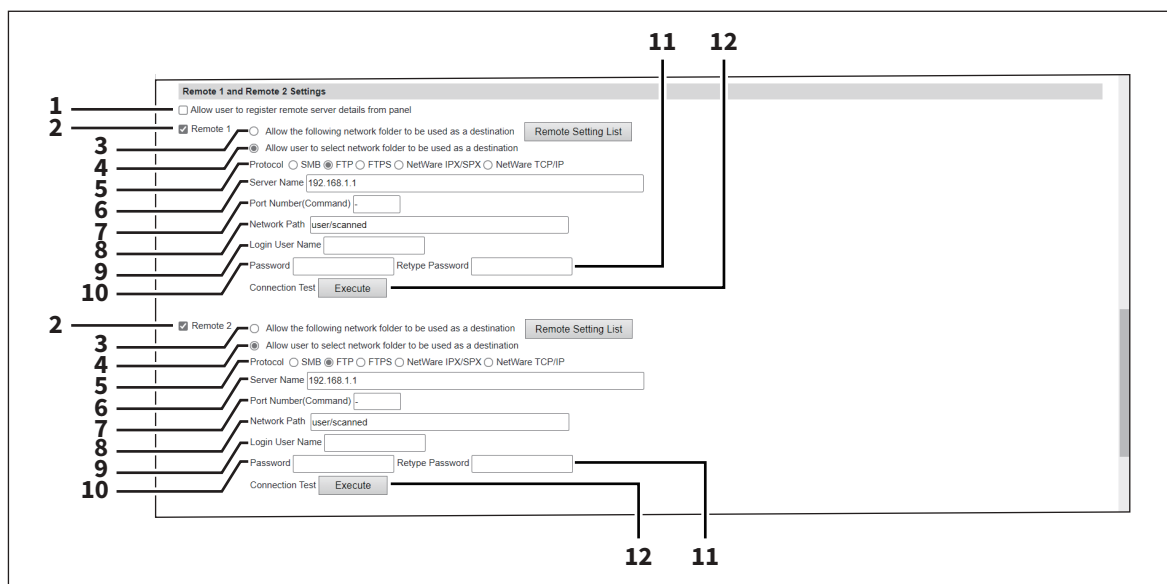 11 12
Remote 1 and Remote 2 Settings
1 Allow user to register remote server details from panel
2 Remote 1
3 Allow the following network folder to be used as a destination Remote Setting List
4 Allow user to select network folder to be used as a destination
5 Protocol SMB FTP FTPS NetWare IPX/SPX NetWare TCP/IP
6 Server Name 192.168.1.1
7 Port Number(Command) -
8 Network Path user/scanned
9 Login User Name
10 Password Retype Password
Connection Test Execute
2 Remote 2
3 Allow the following network folder to be used as a destination Remote Setting List
4 Allow user to select network folder to be used as a destination
5 Protocol SMB FTP FTPS NetWare IPX/SPX NetWare TCP/IP
6 Server Name 192.168.1.1
7 Port Number(Command) -
8 Network Path user/scanned
9 Login User Name
10 Password Retype Password
Connection Test Execute
12 11